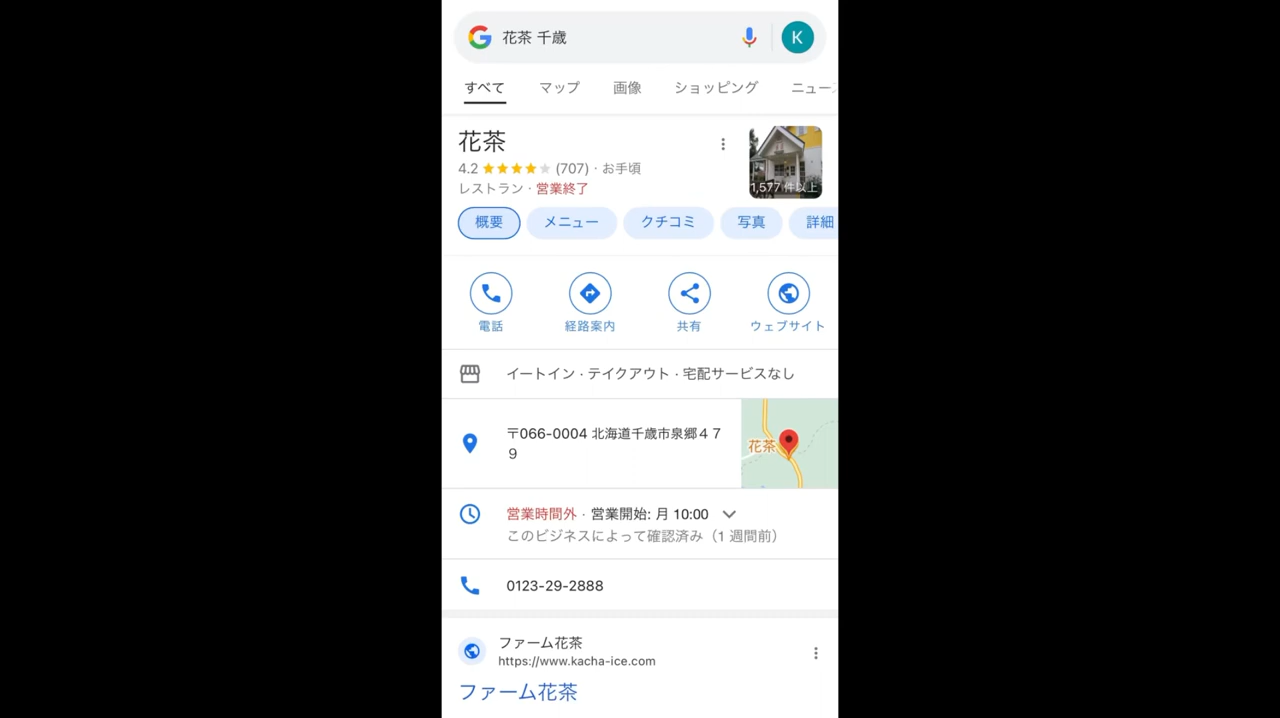 花茶 千歳
K
すべて マップ 画像 ショッピング ニュース
花茶
4.2 (707) · お手頃
レストラン · 営業終了
1,577 件以上
概要 メニュー クチコミ 写真 詳細
電話 経路案内 共有 ウェブサイト
イートイン · テイクアウト · 宅配サービスなし
〒066-0004 北海道千歳市泉郷４７
９
花茶
営業時間外 · 営業開始: 月 10:00
このビジネスによって確認済み（1 週間前）
0123-29-2888
ファーム花茶
https://www.kacha-ice.com
ファーム花茶